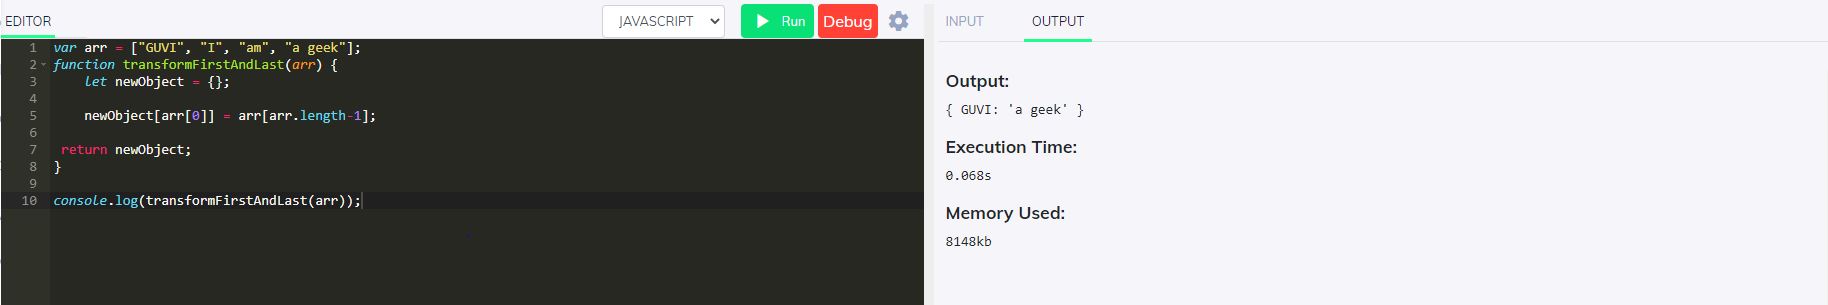 EDITOR
JAVASCRIPT
Run
Debug
1 var arr = ["GUVI", "I", "am", "a geek"];
2 function transformFirstAndLast(arr) {
3     let newObject = {};
4
5     newObject[arr[0]] = arr[arr.length-1];
6
7  return newObject;
8 }
9
10 console.log(transformFirstAndLast(arr));
INPUT
OUTPUT
Output:
{ GUVI: 'a geek' }
Execution Time:
0.068s
Memory Used:
8148kb